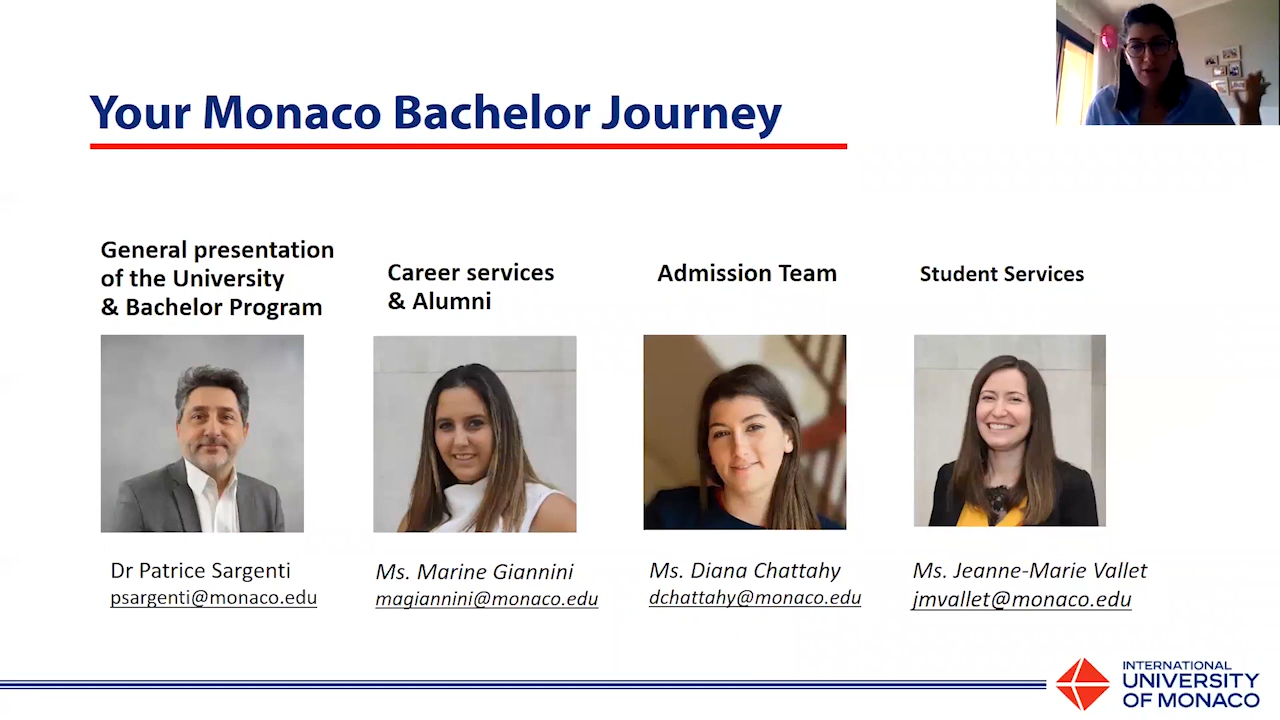 Your Monaco Bachelor Journey
General presentation
of the University
& Bachelor Program
Career services
& Alumni
Admission Team
Student Services
Dr Patrice Sargenti
psargenti@monaco.edu
Ms. Marine Giannini
magiannini@monaco.edu
Ms. Diana Chattahy
dchattahy@monaco.edu
Ms. Jeanne-Marie Vallet
jmvallet@monaco.edu
INTERNATIONAL
UNIVERSITY
OF MONACO